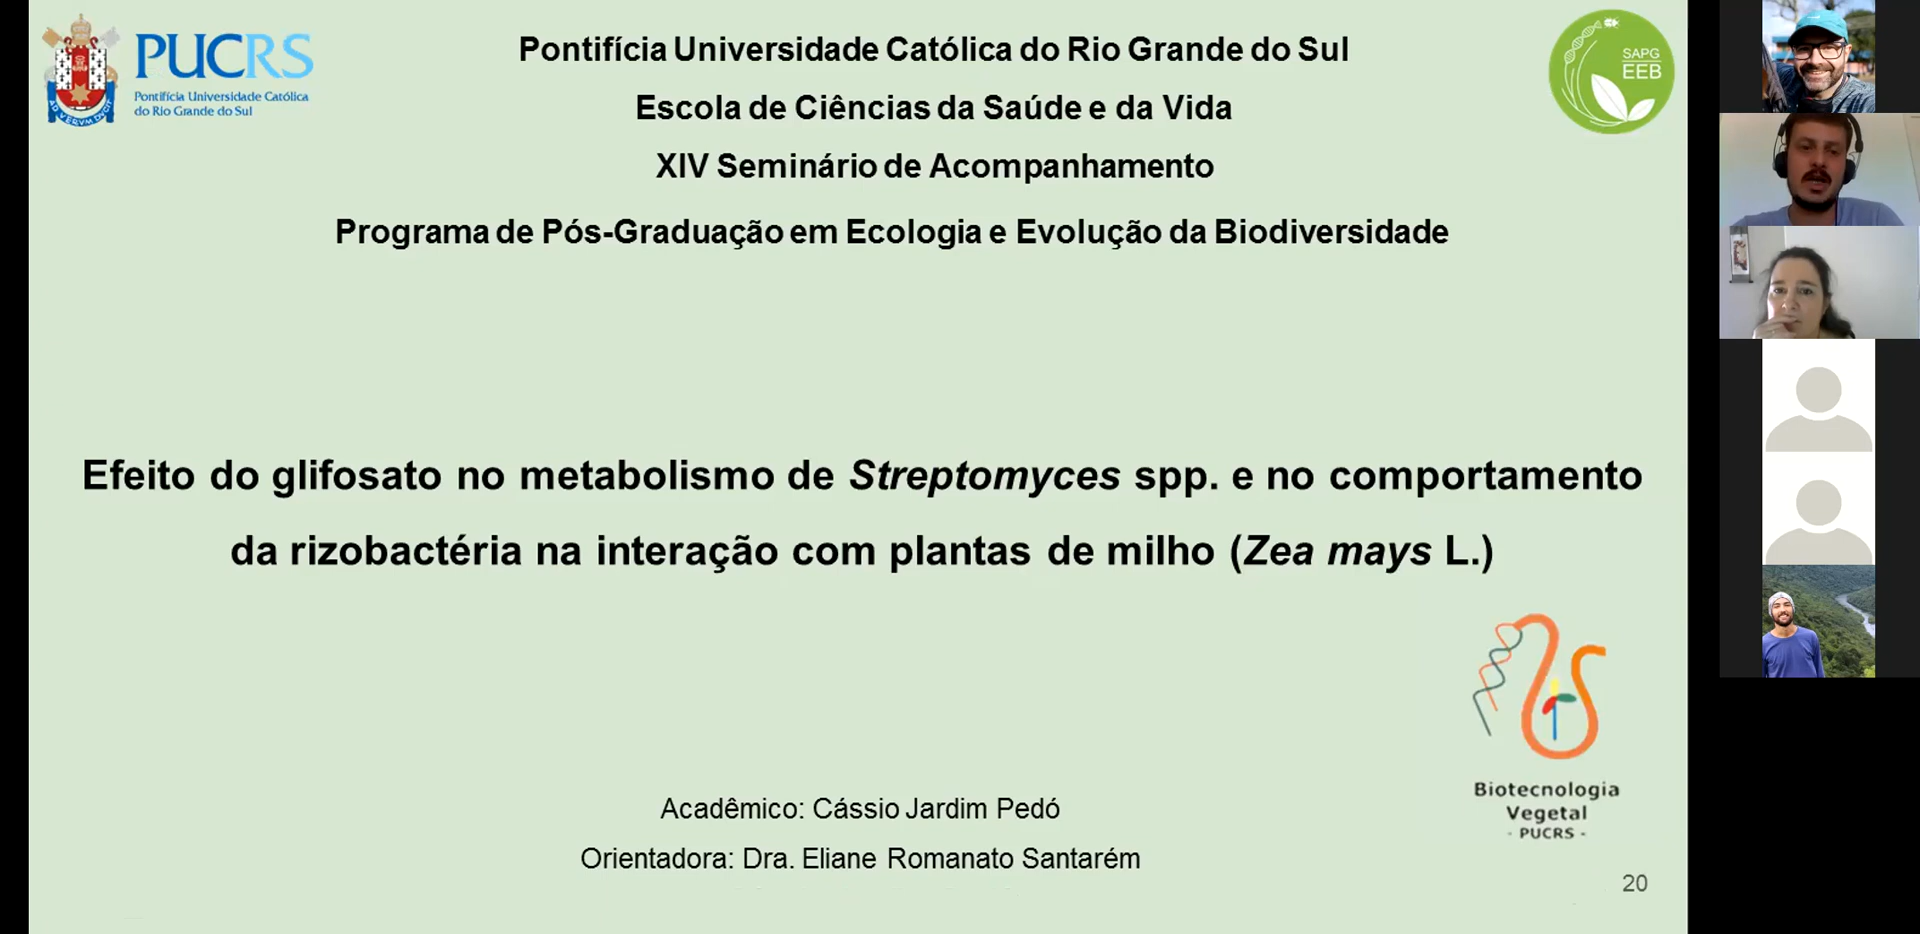 PUCRS
Pontifícia Universidade Católica
do Rio Grande do Sul
Pontifícia Universidade Católica do Rio Grande do Sul
Escola de Ciências da Saúde e da Vida
XIV Seminário de Acompanhamento
Programa de Pós-Graduação em Ecologia e Evolução da Biodiversidade
SAPG
EEB
Efeito do glifosato no metabolismo de Streptomyces spp. e no comportamento
da rizobactéria na interação com plantas de milho (Zea mays L.)
Biotecnologia
Vegetal
- PUCRS -
Acadêmico: Cássio Jardim Pedó
Orientadora: Dra. Eliane Romanato Santarém
20